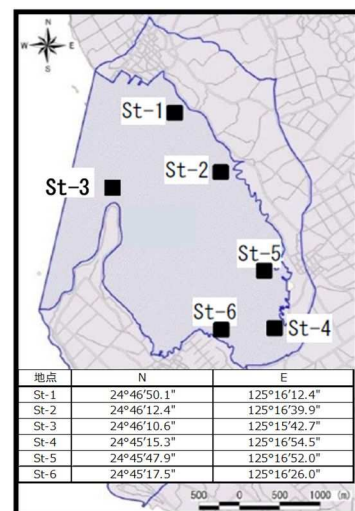 N
W E
S
St-1
St-2
St-3
St-5
St-6
St-4
地点 N E
St-1 24°46'50.1" 125°16'12.4"
St-2 24°46'12.4" 125°16'39.9"
St-3 24°46'10.6" 125°15'42.7"
St-4 24°45'15.3" 125°16'54.5"
St-5 24°45'47.9" 125°16'52.0"
St-6 24°45'17.5" 125°16'26.0"
500 0 500 1000 (m)